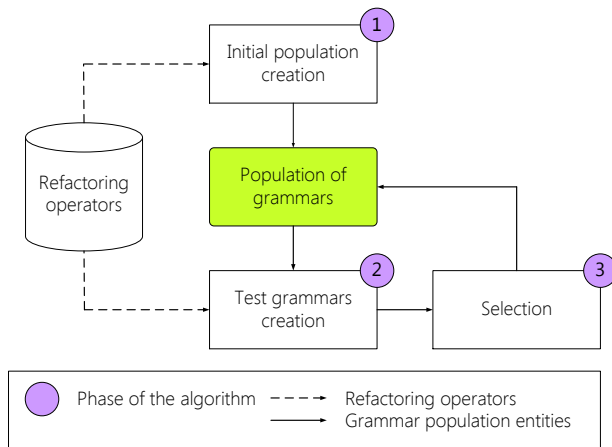 1
Initial population
creation
Refactoring
operators
Population of
grammars
2
Test grammars
creation
3
Selection
Phase of the algorithm
Refactoring operators
Grammar population entities